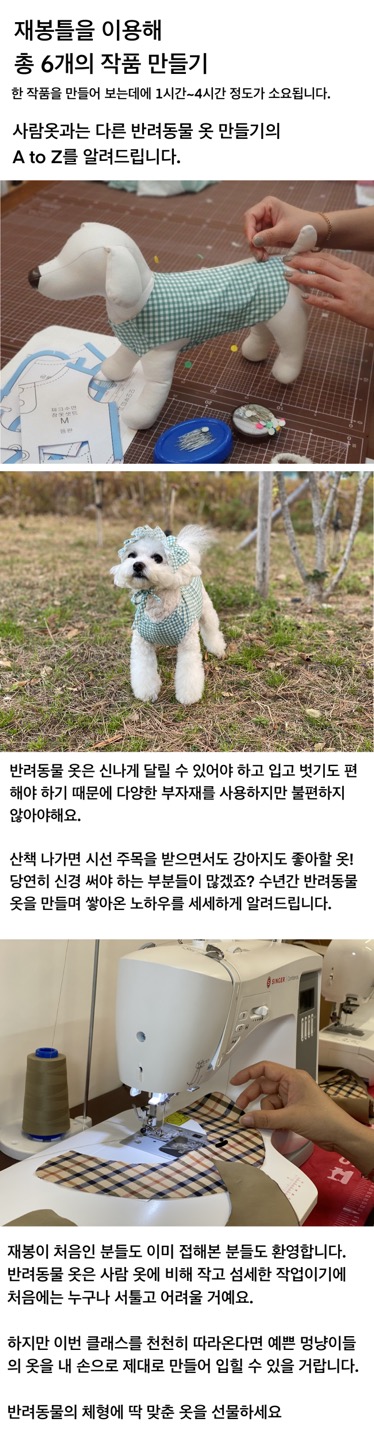 재봉틀을 이용해
총 6개의 작품 만들기
한 작품을 만들어 보는데에 1시간~4시간 정도가 소요됩니다.
사람옷과는 다른 반려동물 옷 만들기의
A to Z를 알려드립니다.
M
반려동물 옷은 신나게 달릴 수 있어야 하고 입고 벗기도 편
해야 하기 때문에 다양한 부자재를 사용하지만 불편하지
않아야해요.
산책 나가면 시선 주목을 받으면서도 강아지도 좋아할 옷!
당연히 신경 써야 하는 부분들이 많겠죠? 수년간 반려동물
옷을 만들며 쌓아온 노하우를 세세하게 알려드립니다.
SINGER
재봉이 처음인 분들도 이미 접해본 분들도 환영합니다.
반려동물 옷은 사람 옷에 비해 작고 섬세한 작업이기에
처음에는 누구나 서툴고 어려울 거예요.
하지만 이번 클래스를 천천히 따라온다면 예쁜 멍냥이들
의 옷을 내 손으로 제대로 만들어 입힐 수 있을 거랍니다.
반려동물의 체형에 딱 맞춘 옷을 선물하세요